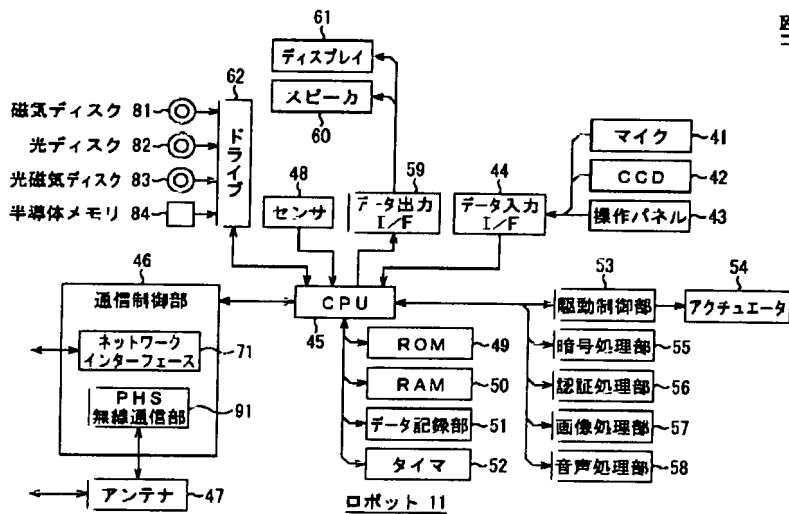 61
ディスプレイ
62
スピーカ
60
磁気ディスク 81
光ディスク 82
光磁気ディスク 83
半導体メモリ 84
ドライブ
48
センサ
59
データ出力
I/F
44
データ入力
I/F
マイク 41
CCD 42
操作パネル 43
46
通信制御部
ネットワーク
インターフェース 71
PHS
無線通信部 91
アンテナ 47
CPU
45
ROM 49
RAM 50
データ記録部 51
タイマ 52
53
駆動制御部
54
アクチュエータ
暗号処理部 55
認証処理部 56
画像処理部 57
音声処理部 58
ロボット 11